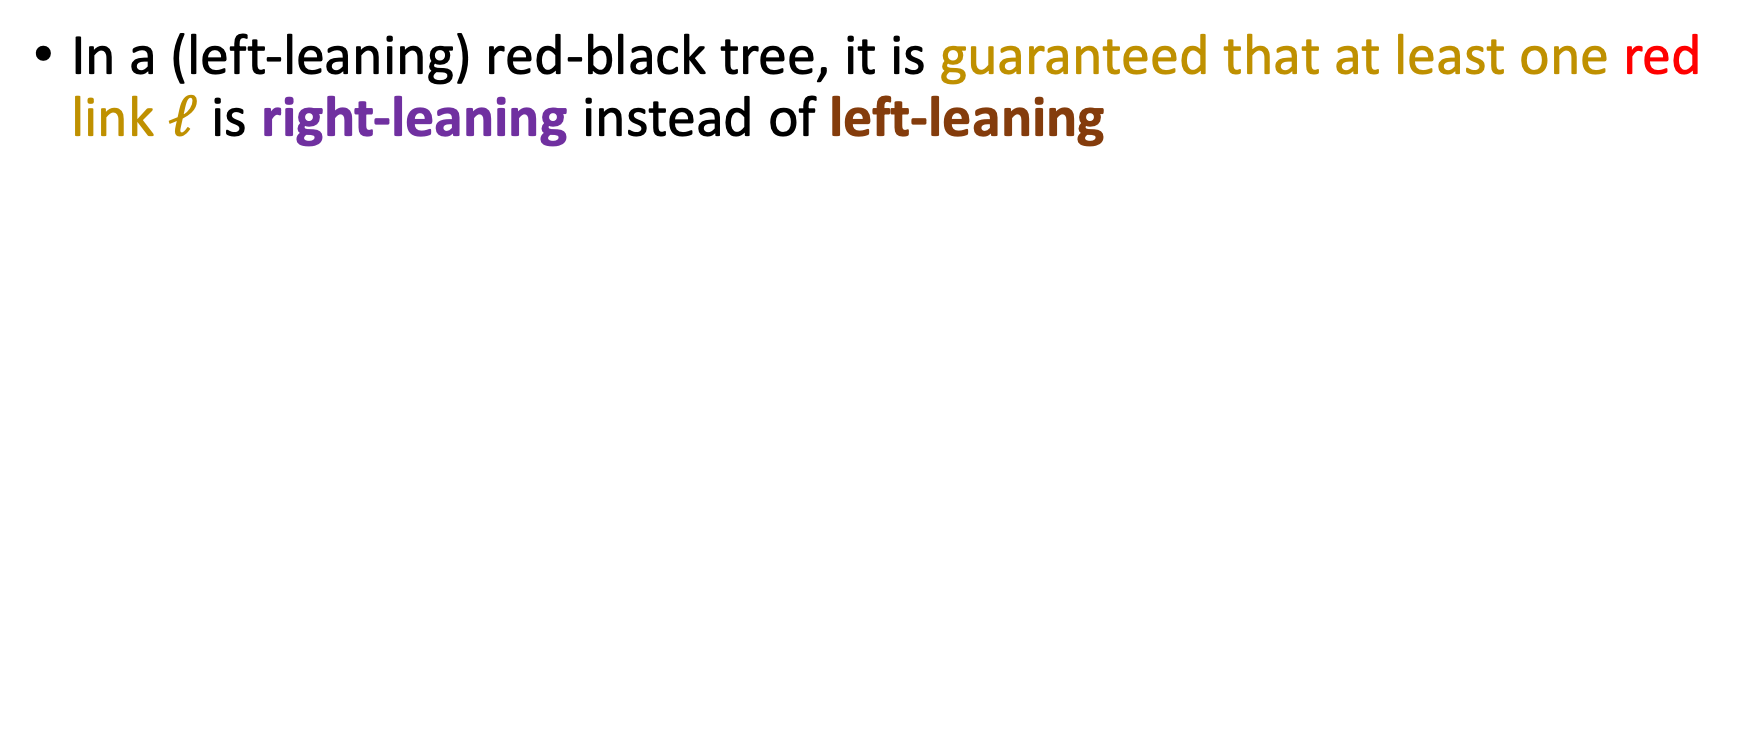 • In a (left-leaning) red-black tree, it is guaranteed that at least one red
link ℓ is right-leaning instead of left-leaning